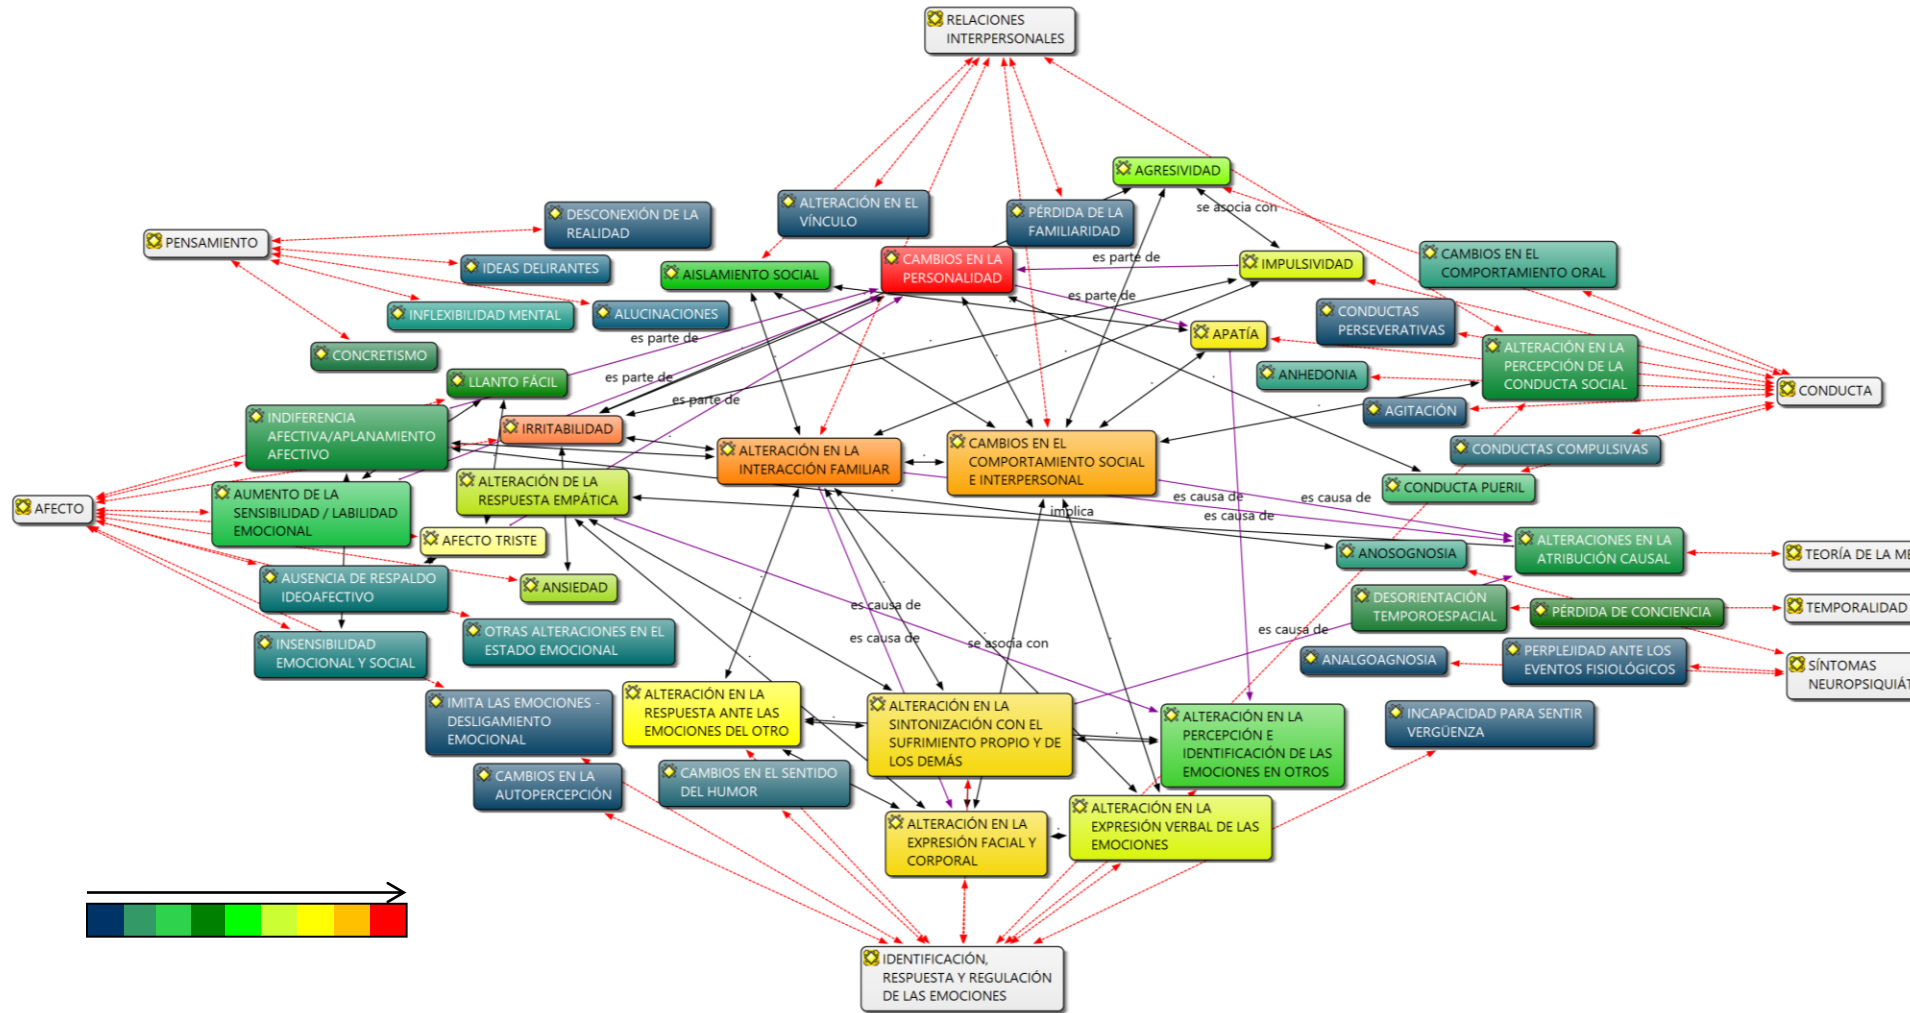 RELACIONES
INTERPERSONALES
AGRESIVIDAD
se asocia con
ALTERACIÓN EN EL
VÍNCULO
PÉRDIDA DE LA
FAMILIARIDAD
DESCONEXIÓN DE LA
REALIDAD
PENSAMIENTO
IDEAS DELIRANTES
INFLEXIBILIDAD MENTAL
ALUCINACIONES
CONCRETISMO
AISLAMIENTO SOCIAL
CAMBIOS EN LA
PERSONALIDAD
es parte de
IMPULSIVIDAD
CAMBIOS EN EL
COMPORTAMIENTO ORAL
es parte de
APATÍA
CONDUCTAS
PERSEVERATIVAS
ALTERACIÓN EN LA
PERCEPCIÓN DE LA
CONDUCTA SOCIAL
ANHEDONIA
AGITACIÓN
CONDUCTA
CONDUCTAS COMPULSIVAS
CONDUCTA PUERIL
es parte de
es parte de
es parte de
LLANTO FÁCIL
INDIFERENCIA
AFECTIVA/APLANAMIENTO
AFECTIVO
IRRITABILIDAD
ALTERACIÓN EN LA
INTERACCIÓN FAMILIAR
CAMBIOS EN EL
COMPORTAMIENTO SOCIAL
E INTERPERSONAL
ALTERACIÓN DE LA
RESPUESTA EMPÁTICA
AUMENTO DE LA
SENSIBILIDAD / LABILIDAD
EMOCIONAL
AFECTO
AFECTO TRISTE
es causa de
es causa de
es causa de
implica
ANOSOGNOSIA
ALTERACIONES EN LA
ATRIBUCIÓN CAUSAL
TEORÍA DE LA ME
AUSENCIA DE RESPALDO
IDEOAFECTIVO
ANSIEDAD
DESORIENTACIÓN
TEMPOROESPACIAL
PÉRDIDA DE CONCIENCIA
TEMPORALIDAD
INSENSIBILIDAD
EMOCIONAL Y SOCIAL
OTRAS ALTERACIONES EN EL
ESTADO EMOCIONAL
es causa de
es causa de
se asocia con
es causa de
ANALGOAGNOSIA
PERPLEJIDAD ANTE LOS
EVENTOS FISIOLÓGICOS
SÍNTOMAS
NEUROPSIQUIÁT
IMITA LAS EMOCIONES -
DESLIGAMIENTO
EMOCIONAL
ALTERACIÓN EN LA
RESPUESTA ANTE LAS
EMOCIONES DEL OTRO
ALTERACIÓN EN LA
SINTONIZACIÓN CON EL
SUFRIMIENTO PROPIO Y DE
LOS DEMÁS
ALTERACIÓN EN LA
PERCEPCIÓN E
IDENTIFICACIÓN DE LAS
EMOCIONES EN OTROS
INCAPACIDAD PARA SENTIR
VERGÜENZA
CAMBIOS EN LA
AUTOPERCEPCIÓN
CAMBIOS EN EL SENTIDO
DEL HUMOR
ALTERACIÓN EN LA
EXPRESIÓN FACIAL Y
CORPORAL
ALTERACIÓN EN LA
EXPRESIÓN VERBAL DE LAS
EMOCIONES
IDENTIFICACIÓN,
RESPUESTA Y REGULACIÓN
DE LAS EMOCIONES